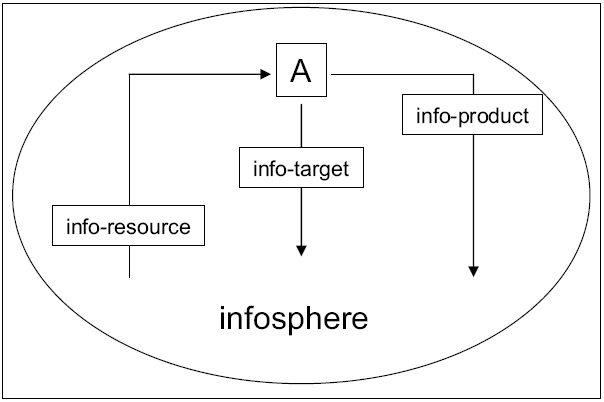 A
info-product
info-target
info-resource
infosphere